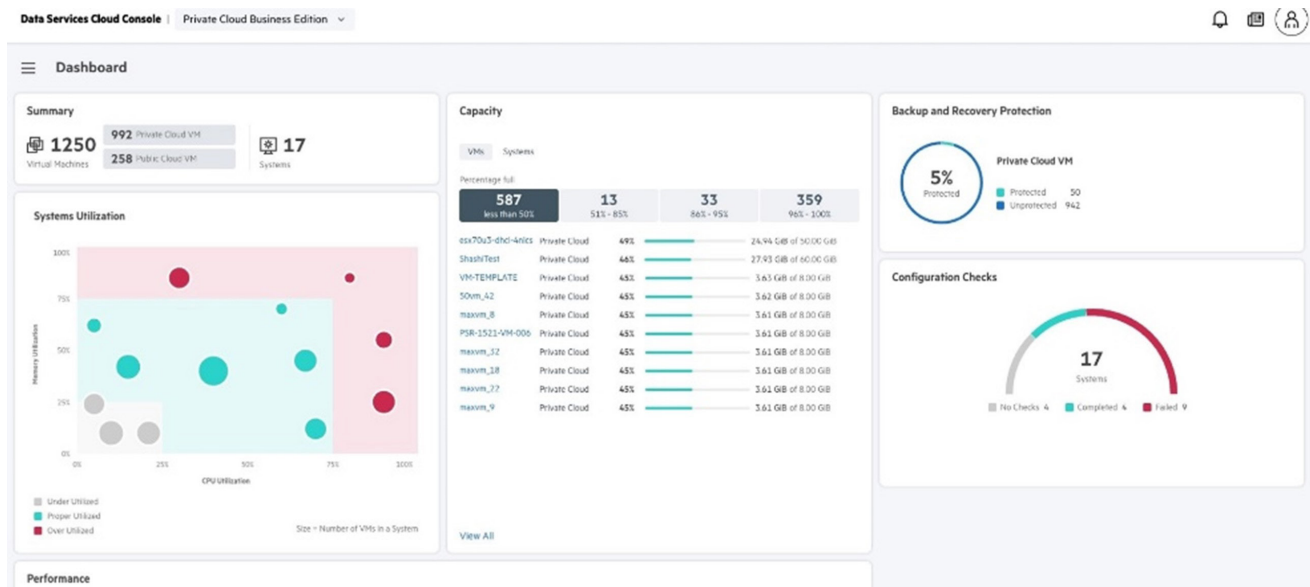 Data Services Cloud Console | Private Cloud Business Edition
Dashboard
Summary
1250
Virtual Machines
992 Private Cloud VM
258 Public Cloud VM
17
Systems
Systems Utilization
100%
75%
50%
25%
0%
Memory Utilization
0%
25%
50%
75%
100%
CPU Utilization
Under Utilized
Proper Utilized
Over Utilized
Size = Number of VMs in a System
Capacity
VMs Systems
Percentage full:
587 13 33 359
less than 50% 51% - 85% 86% - 95% 96% - 100%
esx70u3-dhci-4nics Private Cloud 49% 24.94 GiB of 50.00 GiB
ShashiTest Private Cloud 46% 27.93 GiB of 60.00 GiB
VM-TEMPLATE Private Cloud 45% 3.63 GiB of 8.00 GiB
50vm_42 Private Cloud 45% 3.62 GiB of 8.00 GiB
maxvm_8 Private Cloud 45% 3.61 GiB of 8.00 GiB
PSR-1521-VM-006 Private Cloud 45% 3.61 GiB of 8.00 GiB
maxvm_32 Private Cloud 45% 3.61 GiB of 8.00 GiB
maxvm_18 Private Cloud 45% 3.61 GiB of 8.00 GiB
maxvm_22 Private Cloud 45% 3.61 GiB of 8.00 GiB
maxvm_9 Private Cloud 45% 3.61 GiB of 8.00 GiB
View All
Backup and Recovery Protection
5%
Protected
Private Cloud VM
Protected 50
Unprotected 942
Configuration Checks
17
Systems
No Checks 4 Completed 4 Failed 9
Performance